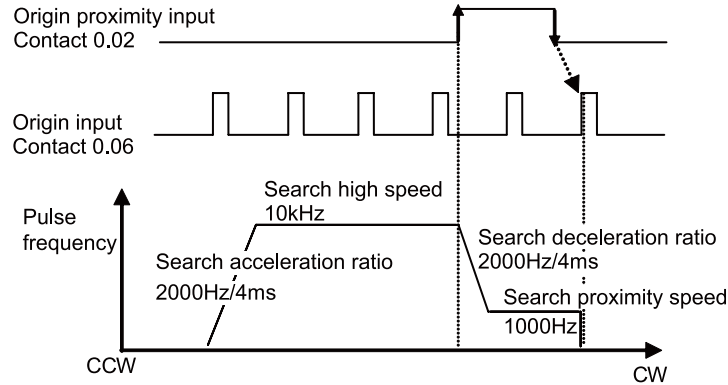 Origin proximity input
Contact 0.02
Origin input
Contact 0.06
Search high speed
10kHz
Pulse
frequency
Search deceleration ratio
2000Hz/4ms
Search acceleration ratio
2000Hz/4ms
Search proximity speed
1000Hz
CCW
CW